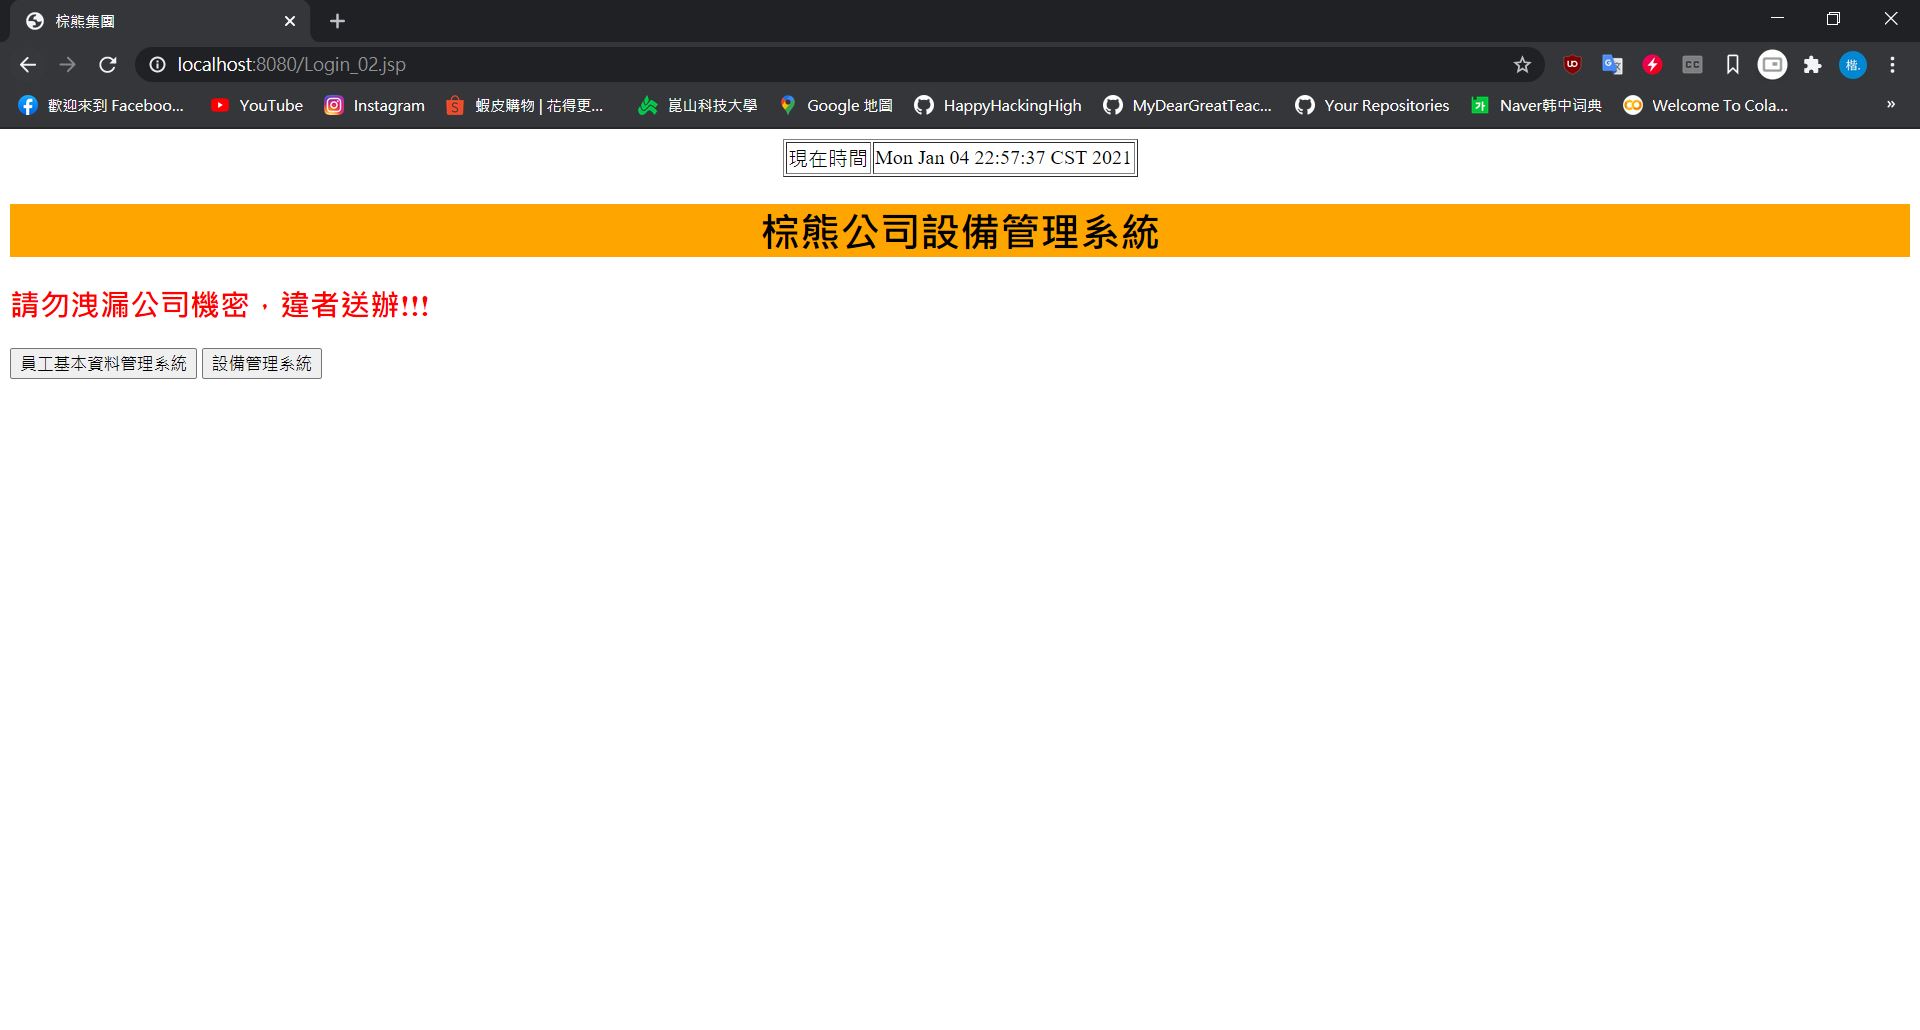 棕熊集團
localhost:8080/Login_02.jsp
歡迎來到 Faceboo... YouTube Instagram 蝦皮購物 | 花得更... 崑山科技大學 Google 地圖 HappyHackingHigh MyDearGreatTeac... Your Repositories Naver韩中词典 Welcome To Cola... »
現在時間 Mon Jan 04 22:57:37 CST 2021
棕熊公司設備管理系統
請勿洩漏公司機密，違者送辦!!!
員工基本資料管理系統 設備管理系統